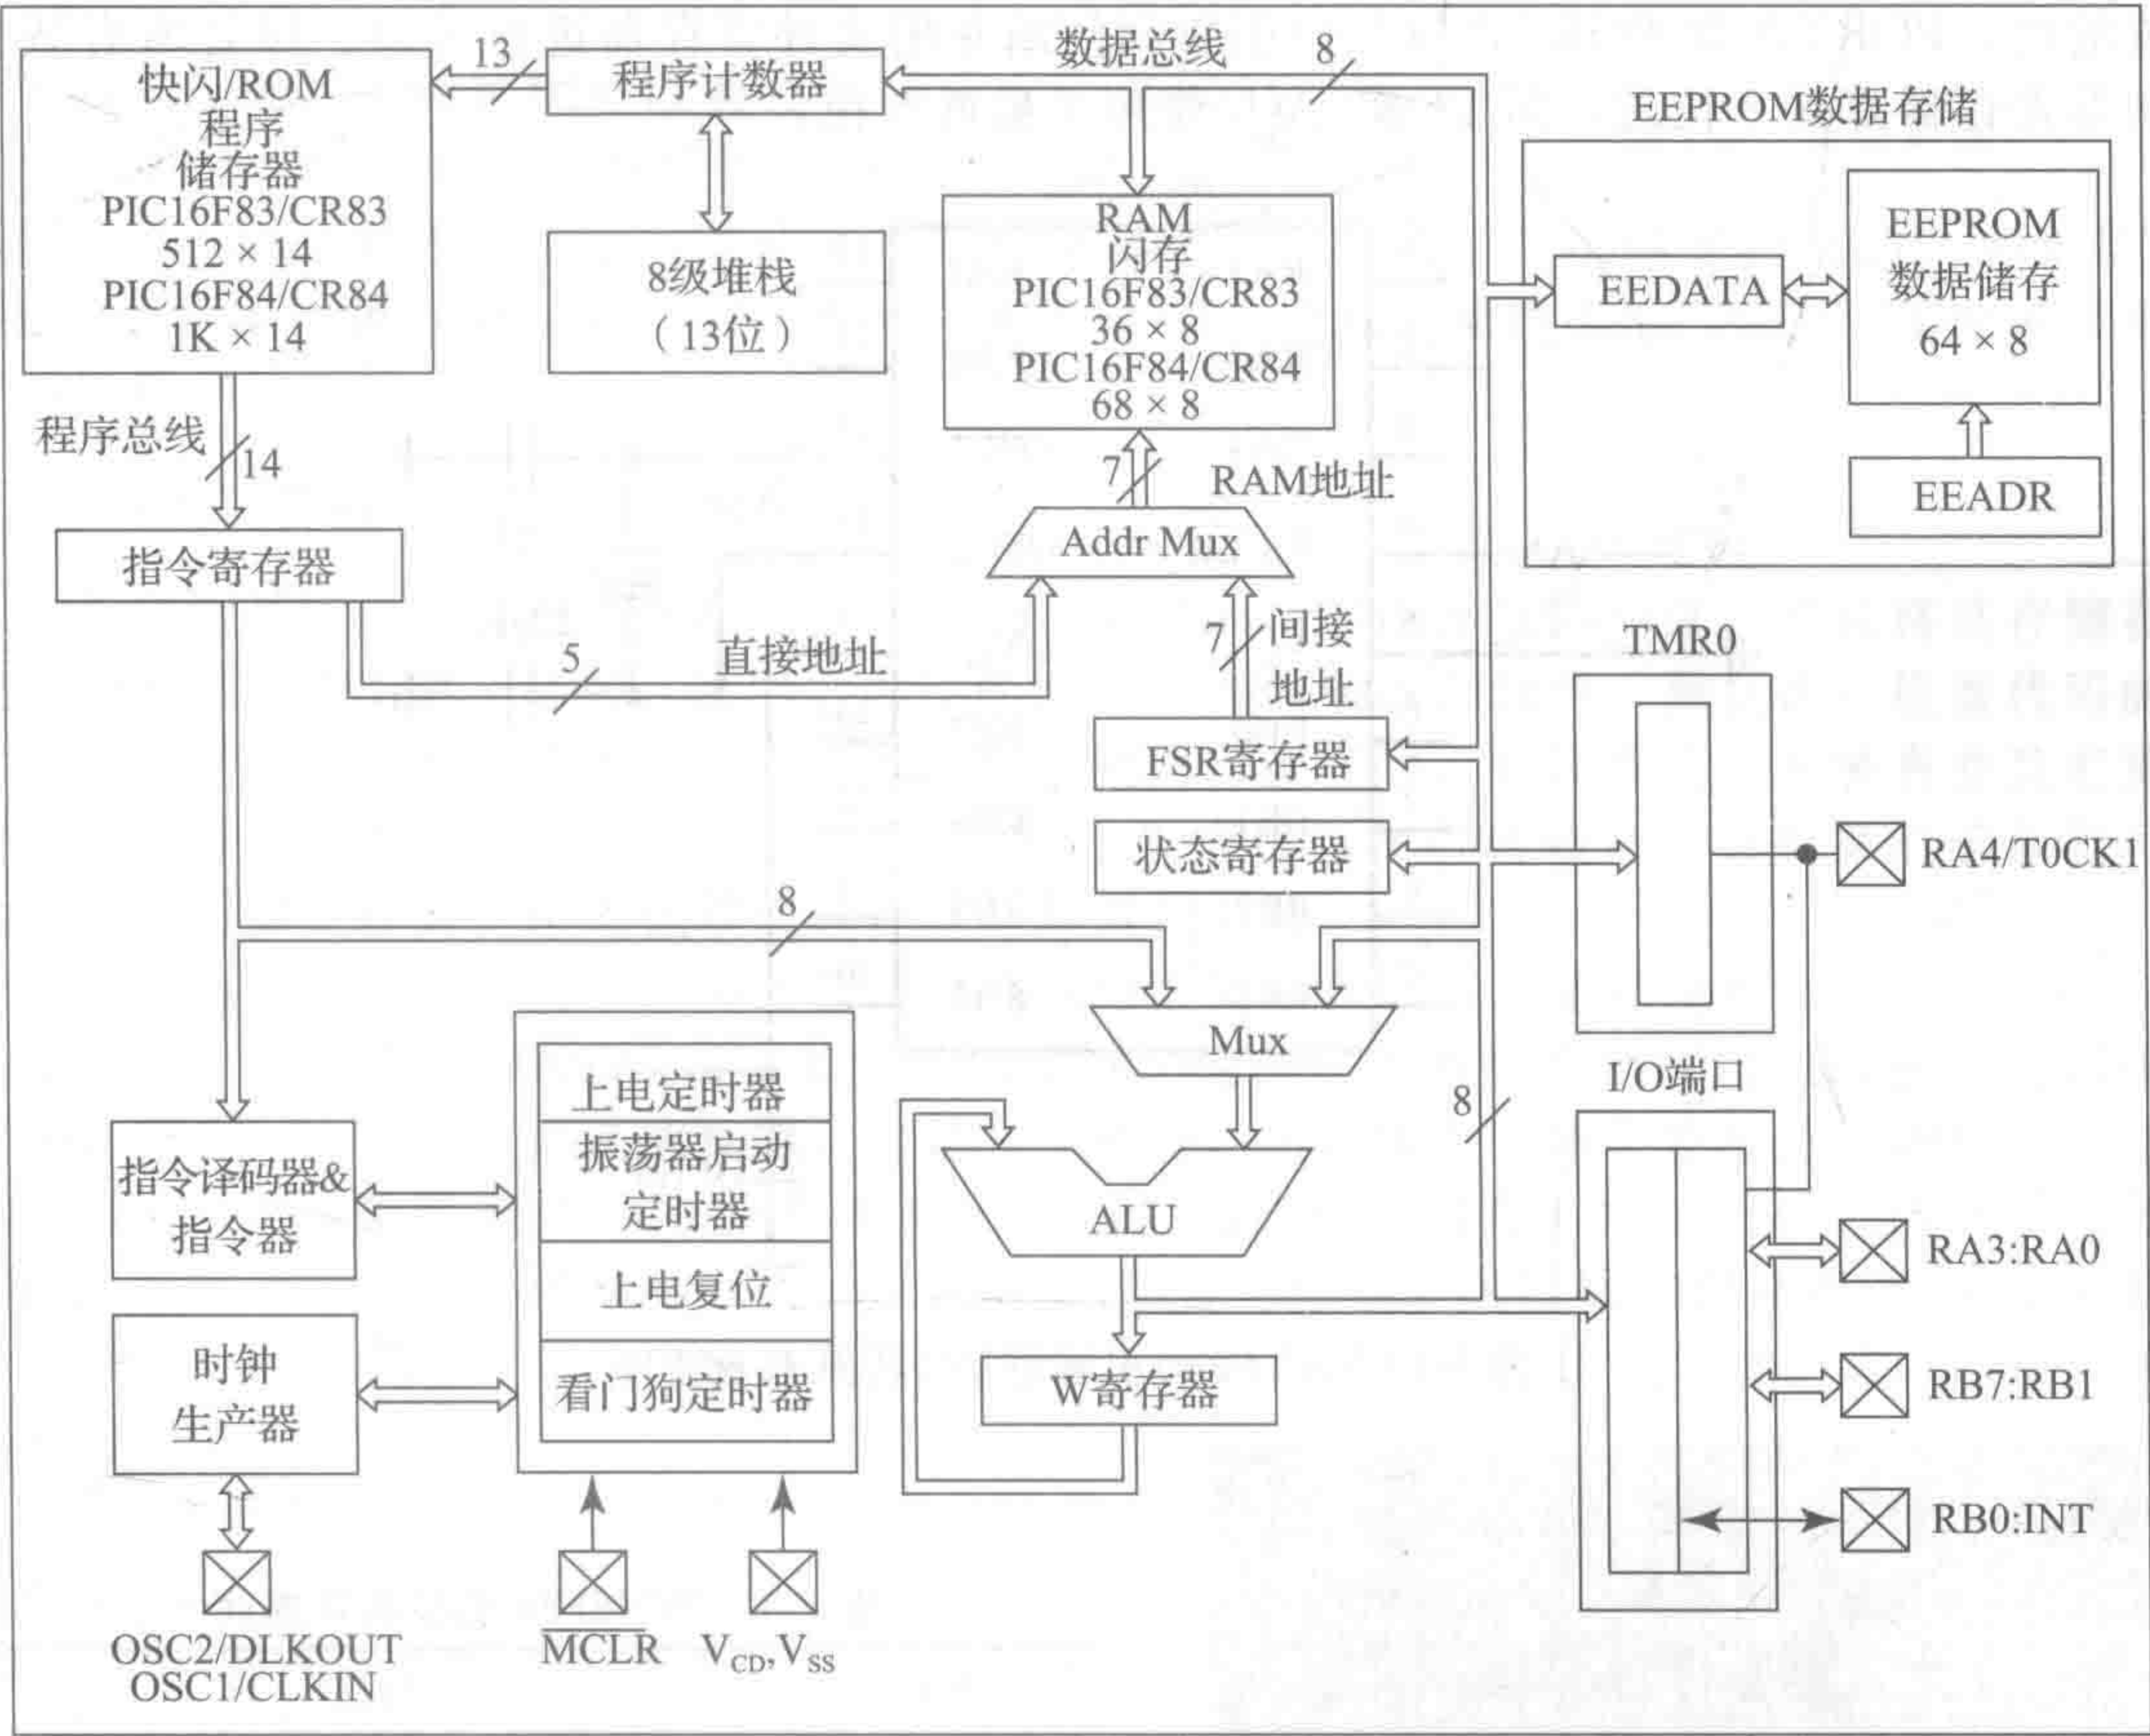 快闪/ROM
程序
储存器
PIC16F83/CR83
512 × 14
PIC16F84/CR84
1K × 14
13
程序计数器
数据总线
8
8级堆栈
（13位）
RAM
闪存
PIC16F83/CR83
36 × 8
PIC16F84/CR84
68 × 8
EEPROM数据存储
EEDATA
EEPROM
数据储存
64 × 8
EEADR
程序总线
14
7
RAM地址
Addr Mux
指令寄存器
5
直接地址
7
间接
地址
FSR寄存器
状态寄存器
TMR0
RA4/T0CK1
8
Mux
8
I/O端口
上电定时器
振荡器启动
定时器
上电复位
看门狗定时器
指令译码器&
指令器
时钟
生产器
ALU
W寄存器
RA3:RA0
RB7:RB1
RB0:INT
OSC2/DLKOUT
OSC1/CLKIN
MCLR
VCD,VSS